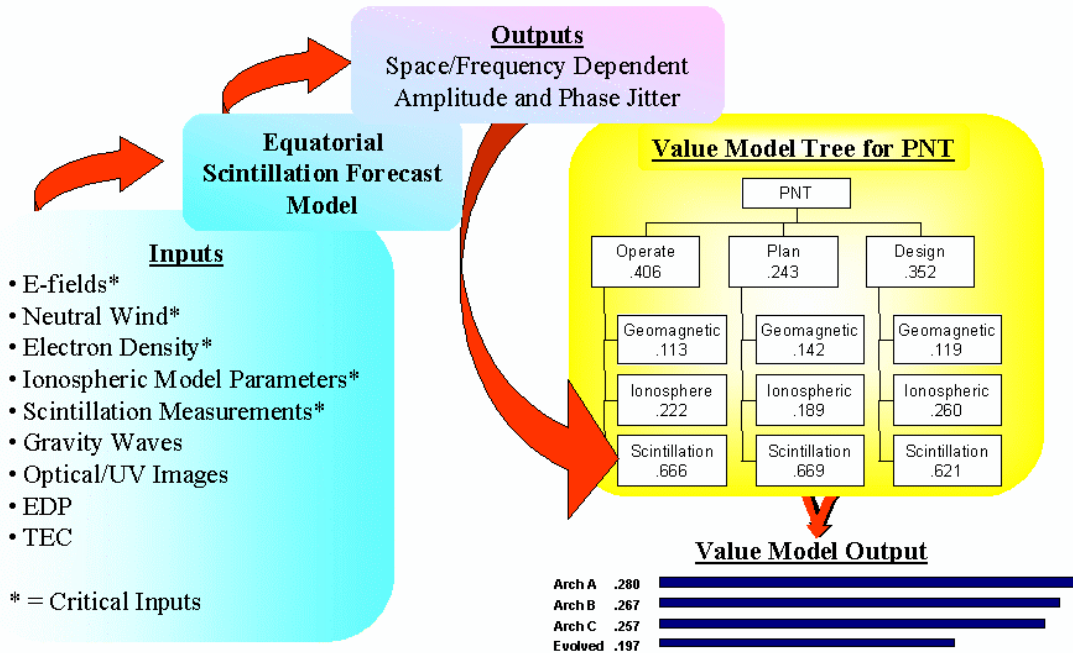 Outputs
Space/Frequency Dependent
Amplitude and Phase Jitter
Equatorial
Scintillation Forecast
Model
Inputs
• E-fields*
• Neutral Wind*
• Electron Density*
• Ionospheric Model Parameters*
• Scintillation Measurements*
• Gravity Waves
• Optical/UV Images
• EDP
• TEC
* = Critical Inputs
Value Model Tree for PNT
PNT
Operate
.406
Plan
.243
Design
.352
Geomagnetic
.113
Geomagnetic
.142
Geomagnetic
.119
Ionosphere
.222
Ionospheric
.189
Ionospheric
.260
Scintillation
.666
Scintillation
.669
Scintillation
.621
Value Model Output
Arch A .280
Arch B .267
Arch C .257
Evolved .197